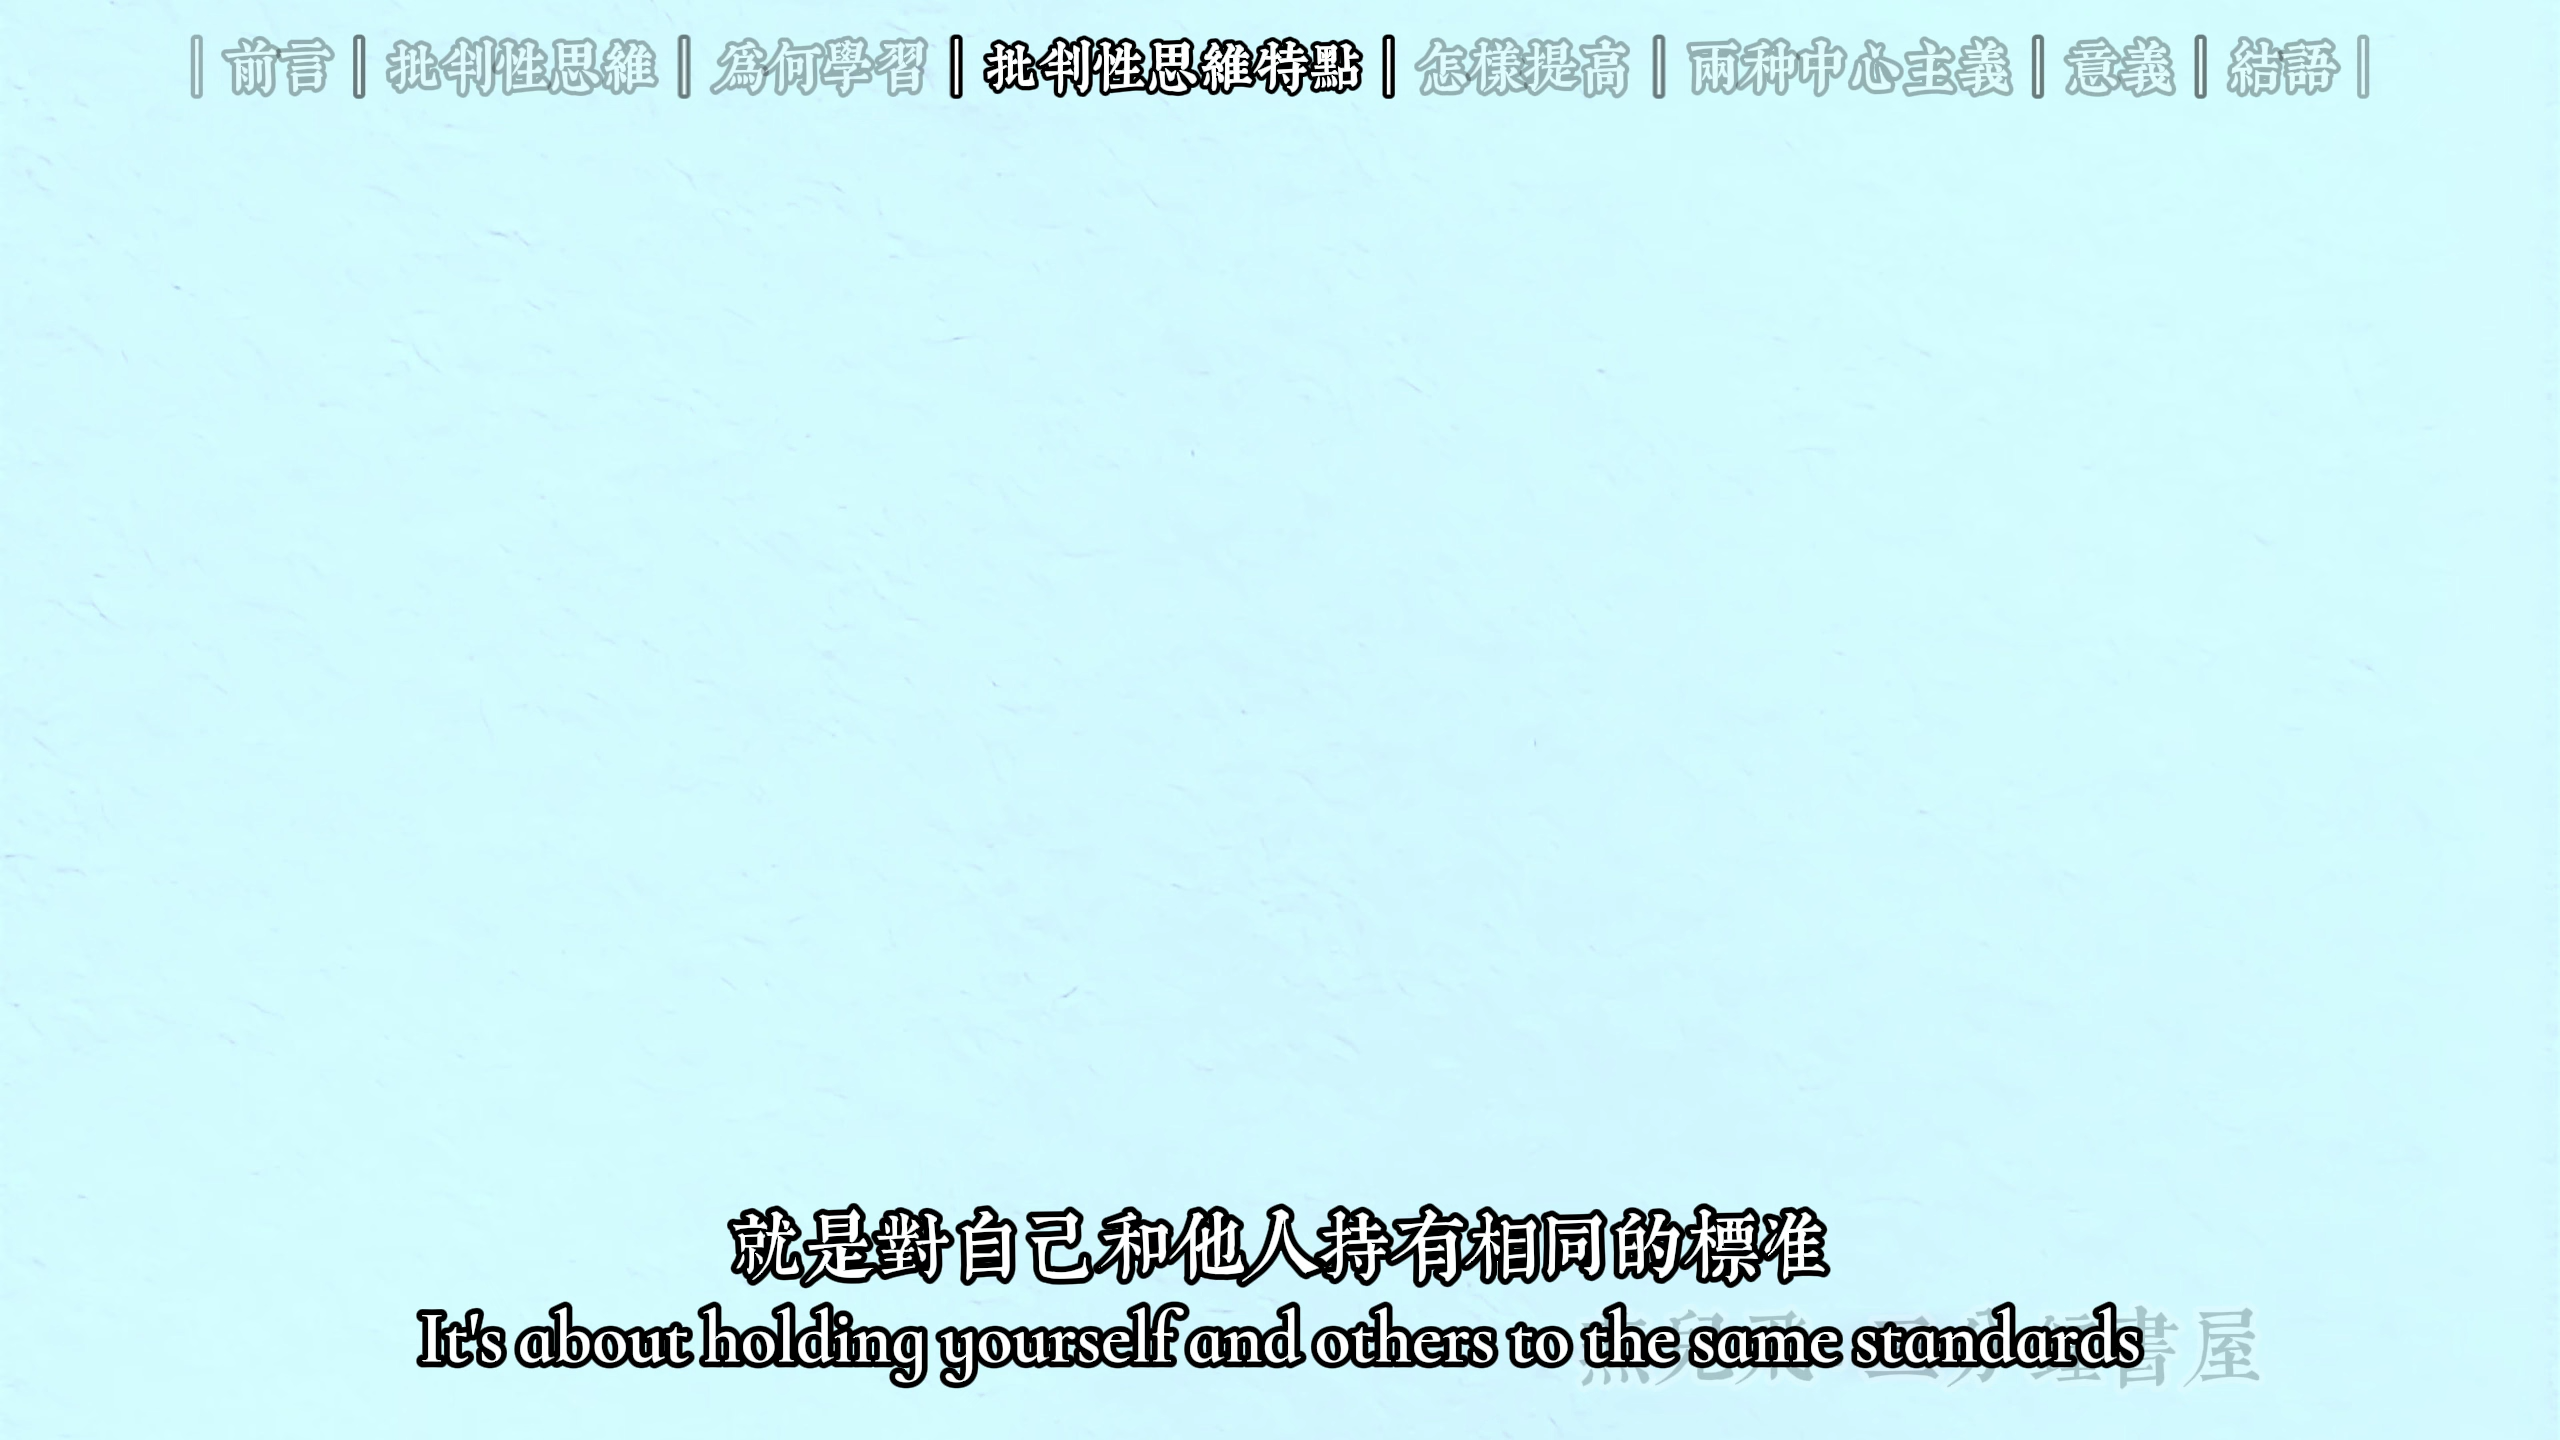 | 前言 | 批判性思維 | 爲何學習 | 批判性思維特點 | 怎樣提高 | 兩种中心主義 | 意義 | 結語 |
就是對自己和他人持有相同的標准
It's about holding yourself and others to the same standards
書屋